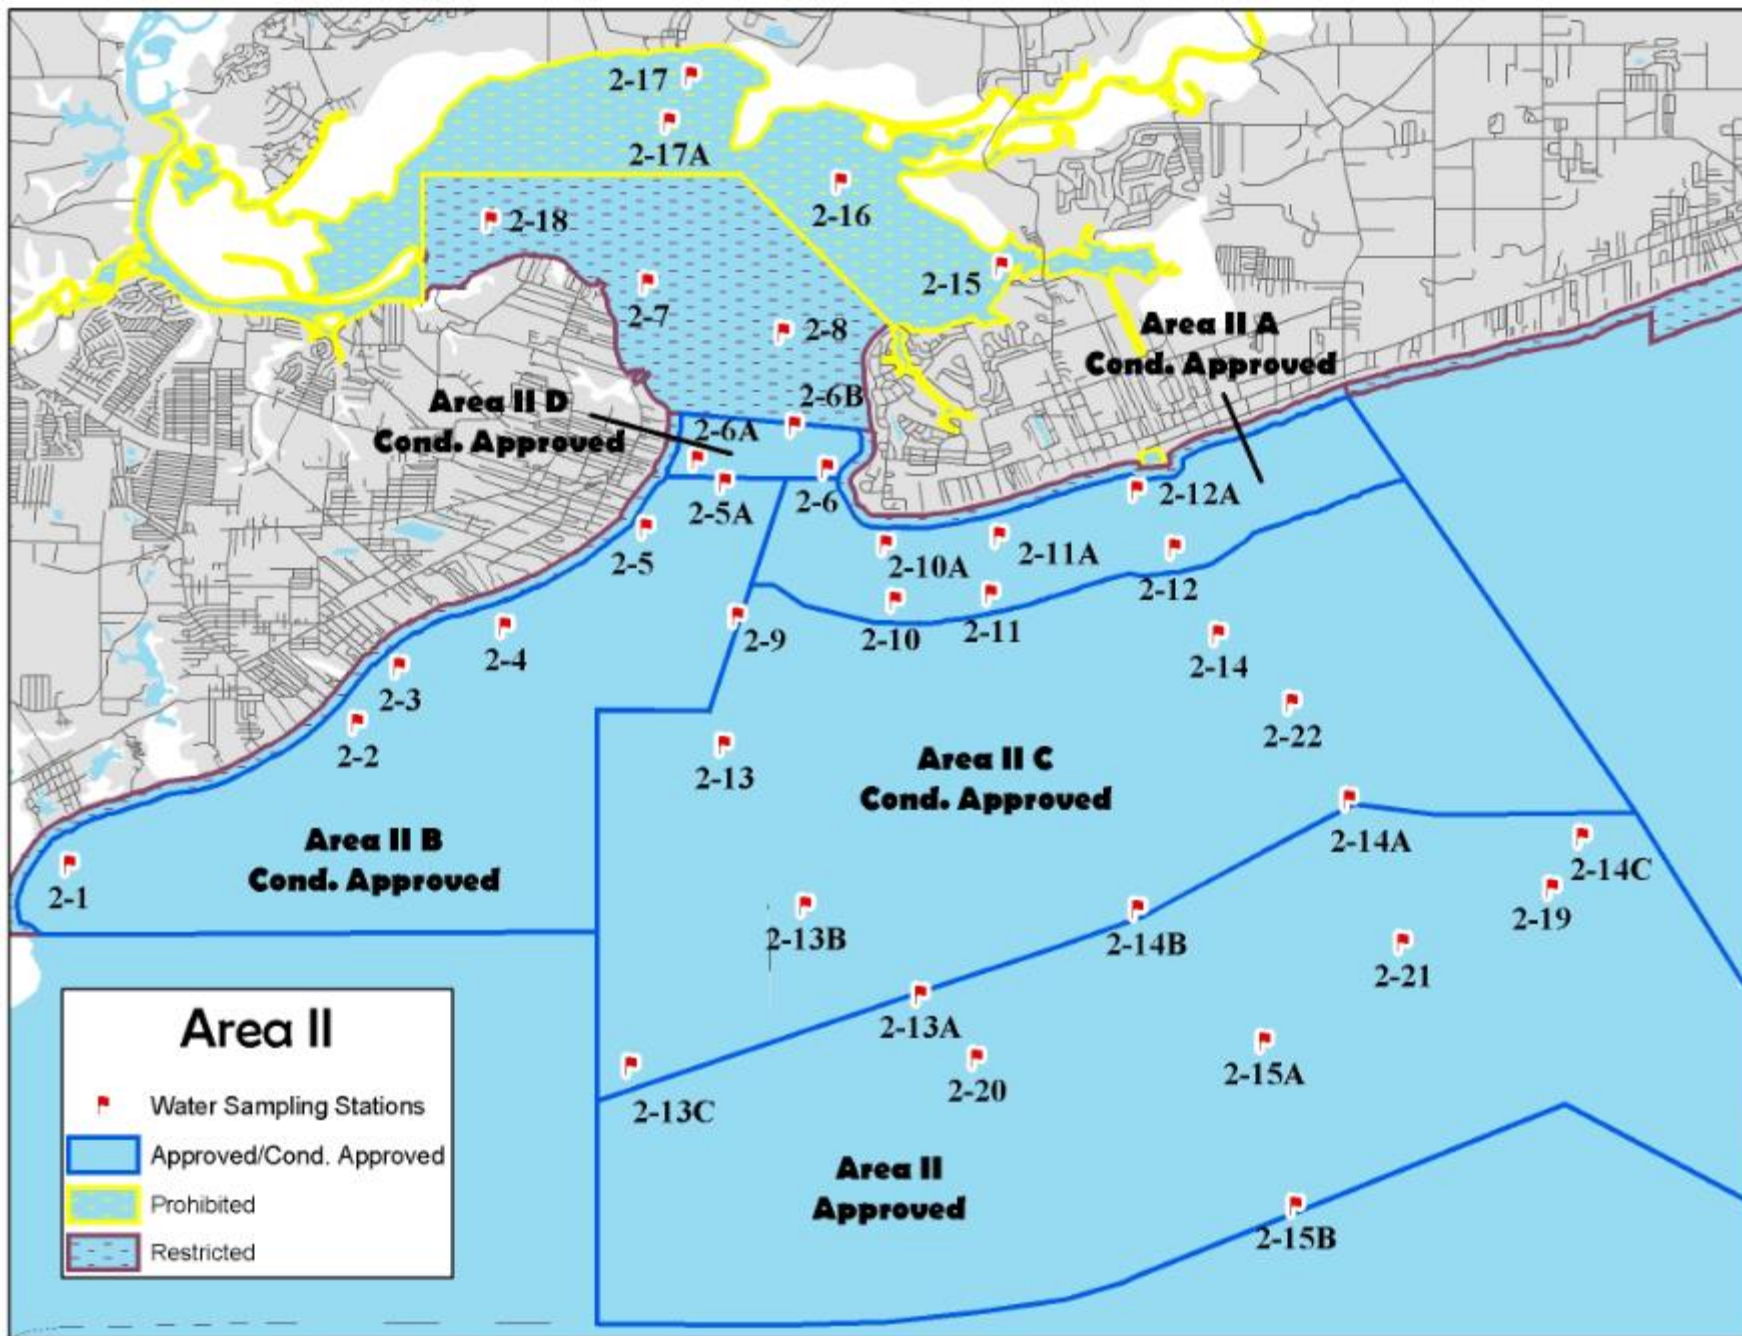 2-17
2-17A
2-16
2-18
2-15
2-7
2-8
Area II A
Cond. Approved
2-6B
Area II D
Cond. Approved
2-6A
2-6
2-5A
2-12A
2-5
2-10A
2-11A
2-12
2-9
2-10
2-11
2-4
2-14
2-3
2-2
2-22
2-13
Area II C
Cond. Approved
Area II B
Cond. Approved
2-14A
2-14C
2-1
2-19
2-13B
2-14B
2-21
2-13A
2-20
2-15A
2-13C
Area II
Approved
2-15B
Area II
Water Sampling Stations
Approved/Cond. Approved
Prohibited
Restricted